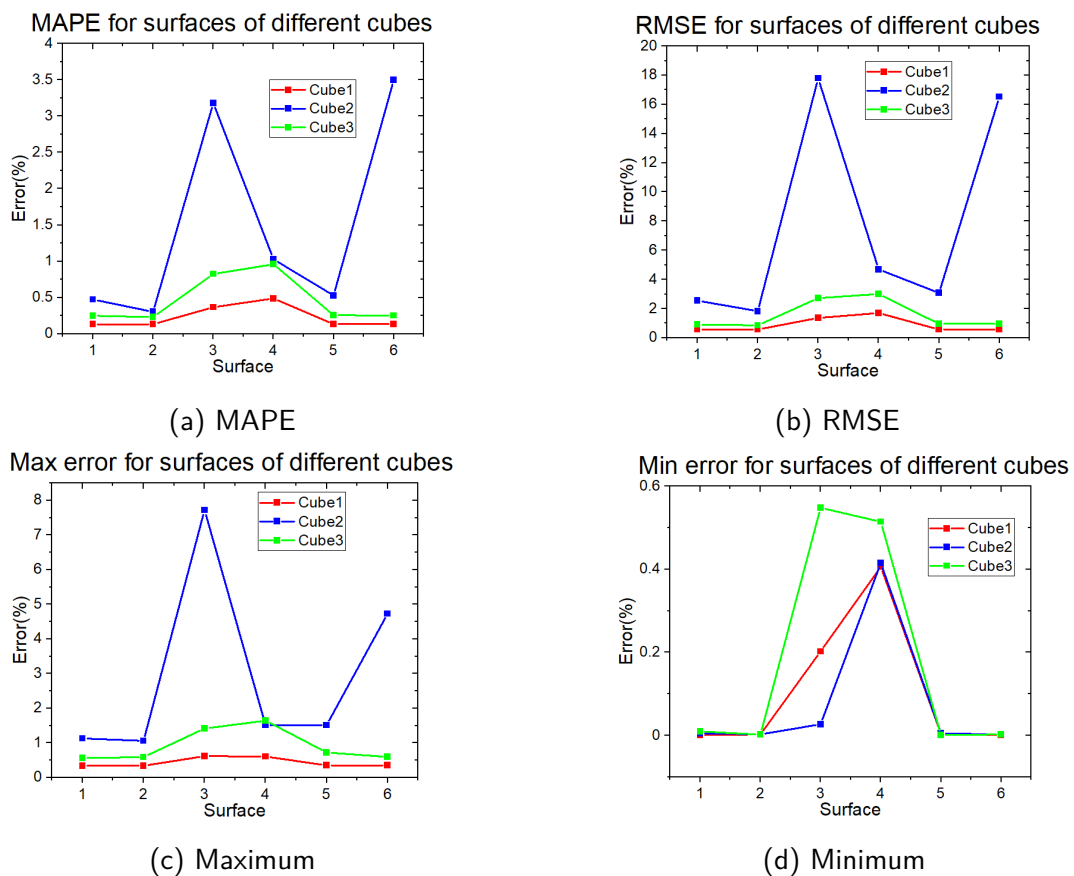 MAPE for surfaces of different cubes
4
3.5
3
2.5
2
1.5
1
0.5
0
Error(%)
Cube1
Cube2
Cube3
1 2 3 4 5 6
Surface
(a) MAPE
RMSE for surfaces of different cubes
20
18
16
14
12
10
8
6
4
2
0
Error(%)
Cube1
Cube2
Cube3
1 2 3 4 5 6
Surface
(b) RMSE
Max error for surfaces of different cubes
8
7
6
5
4
3
2
1
0
Error(%)
Cube1
Cube2
Cube3
1 2 3 4 5 6
Surface
(c) Maximum
Min error for surfaces of different cubes
0.6
0.4
0.2
0
Error(%)
Cube1
Cube2
Cube3
1 2 3 4 5 6
Surface
(d) Minimum